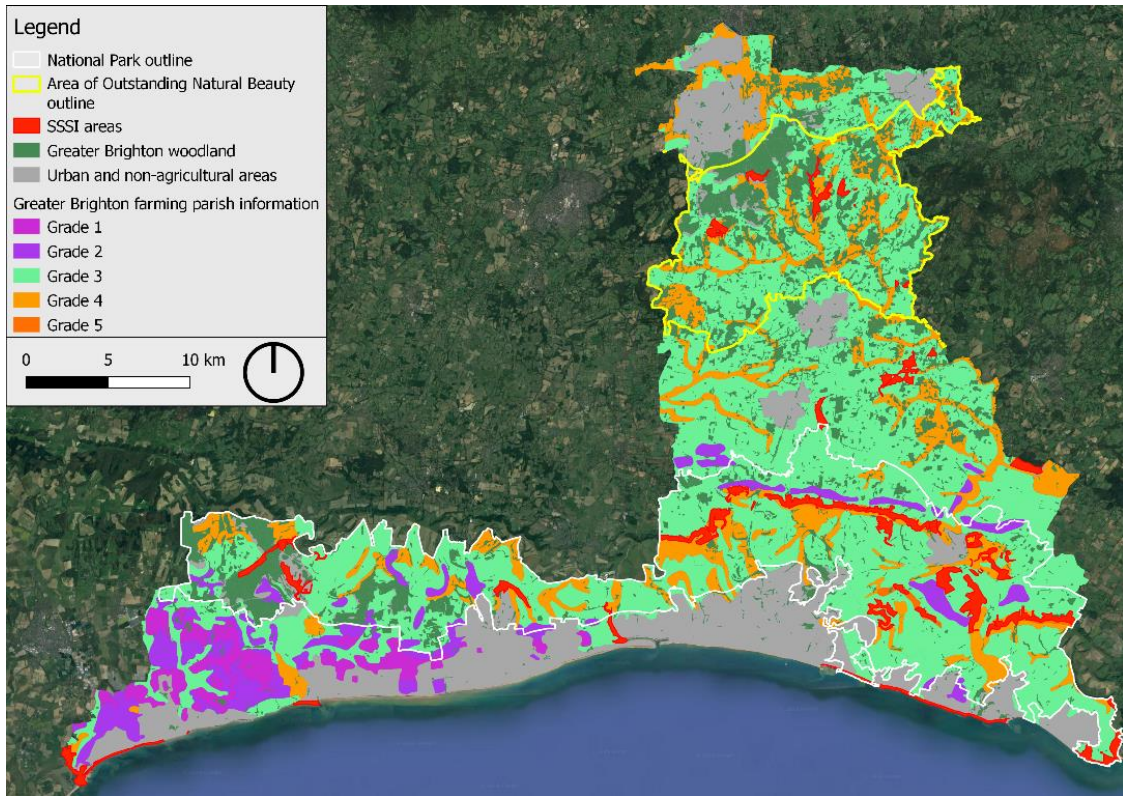 Legend
National Park outline
Area of Outstanding Natural Beauty
outline
SSSI areas
Greater Brighton woodland
Urban and non-agricultural areas
Greater Brighton farming parish information
Grade 1
Grade 2
Grade 3
Grade 4
Grade 5
0 5 10 km